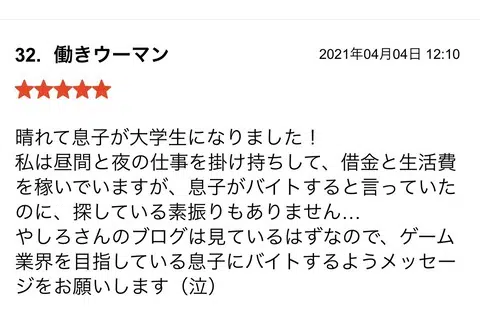 32. 働きウーマン
2021年04月04日 12:10
晴れて息子が大学生になりました！
私は昼間と夜の仕事を掛け持ちして、借金と生活費
を稼いでいますが、息子がバイトすると言っていた
のに、探している素振りもありません…
やしろさんのブログは見ているはずなので、ゲーム
業界を目指している息子にバイトするようメッセー
ジをお願いします（泣）